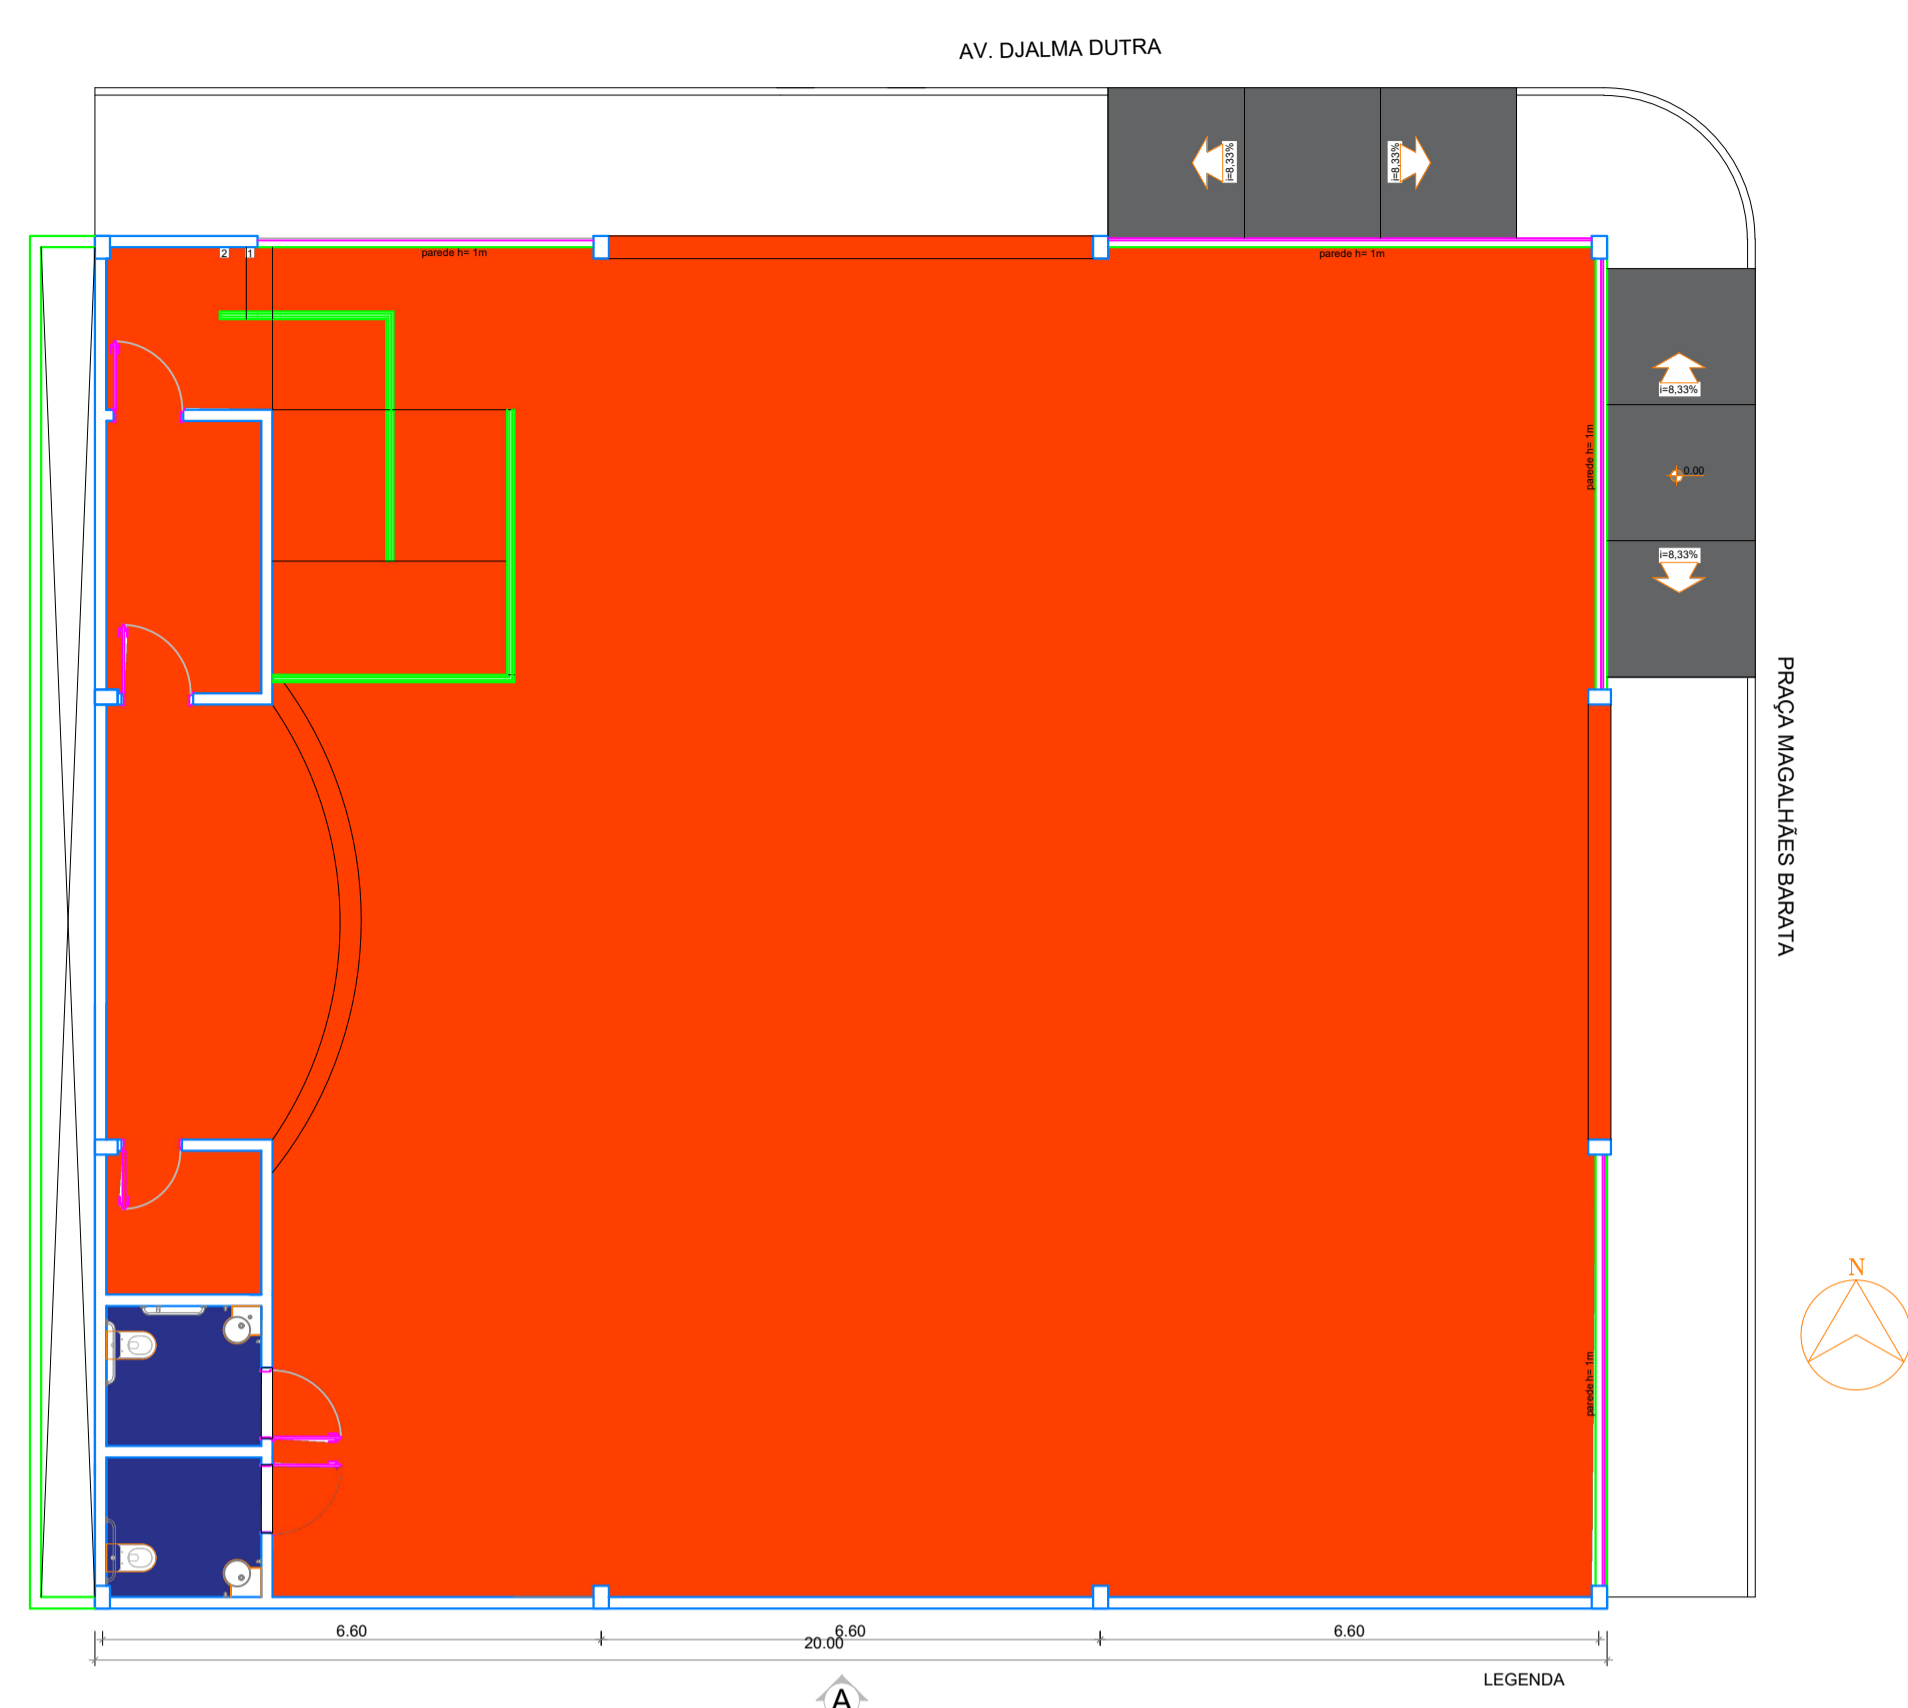 AV. DJALMA DUTRA
i=8,33%
i=8,33%
2
1
parede h= 1m
parede h= 1m
i=8,33%
parede h= 1m
0.00
i=8,33%
PRAÇA MAGALHÃES BARATA
N
parede h= 1m
6.60
6.60
6.60
20.00
LEGENDA
A